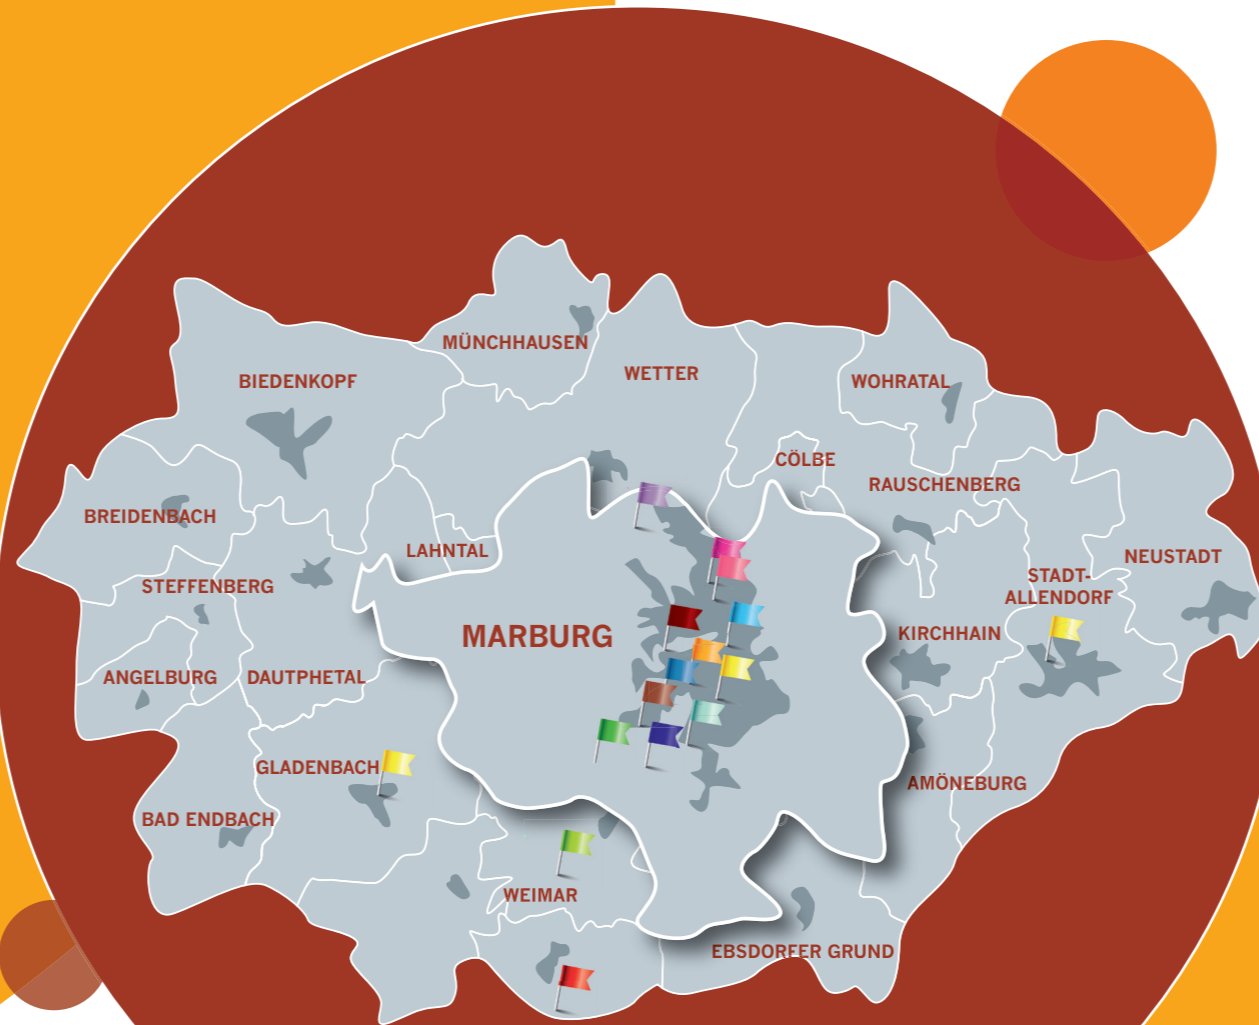 MÜNCHHAUSEN
WETTER
BIEDENKOPF
WOHRATAL
CÖLBE
RAUSCHENBERG
BREIDENBACH
LAHNTAL
NEUSTADT
STEFFENBERG
STADT-
ALLENDORF
MARBURG
KIRCHHAIN
ANGELBURG
DAUTPHETAL
GLADENBACH
AMÖNEBURG
BAD ENDBACH
WEIMAR
EBSDORFER GRUND